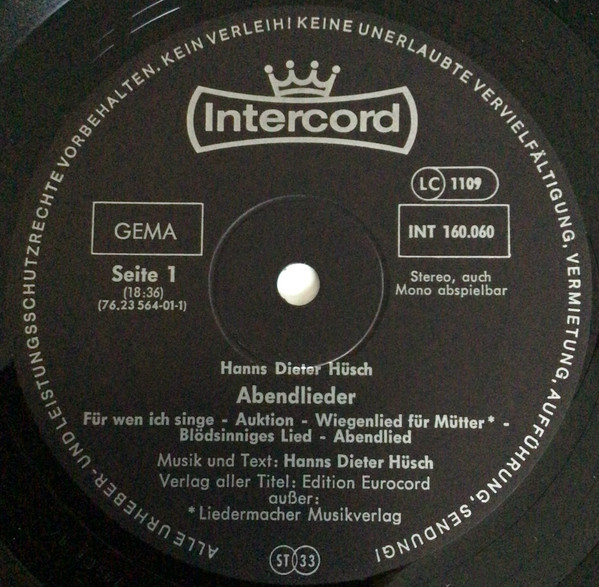 ALLE URHEBER- UND LEISTUNGSSCHUTZRECHTE VORBEHALTEN. KEIN VERLEIH! KEINE UNERLAUBTE VERVIELFÄLTIGUNG, VERMIETUNG, AUFFÜHRUNG, SENDUNG!
Intercord
LC 1109
GEMA
INT 160.060
Seite 1
(18:36)
(76.23 564-01-1)
Stereo, auch
Mono abspielbar
Hanns Dieter Hüsch
Abendlieder
Für wen ich singe - Auktion - Wiegenlied für Mütter* -
Blödsinniges Lied - Abendlied
Musik und Text: Hanns Dieter Hüsch
Verlag aller Titel: Edition Eurocord
außer:
*Liedermacher Musikverlag
ST 33